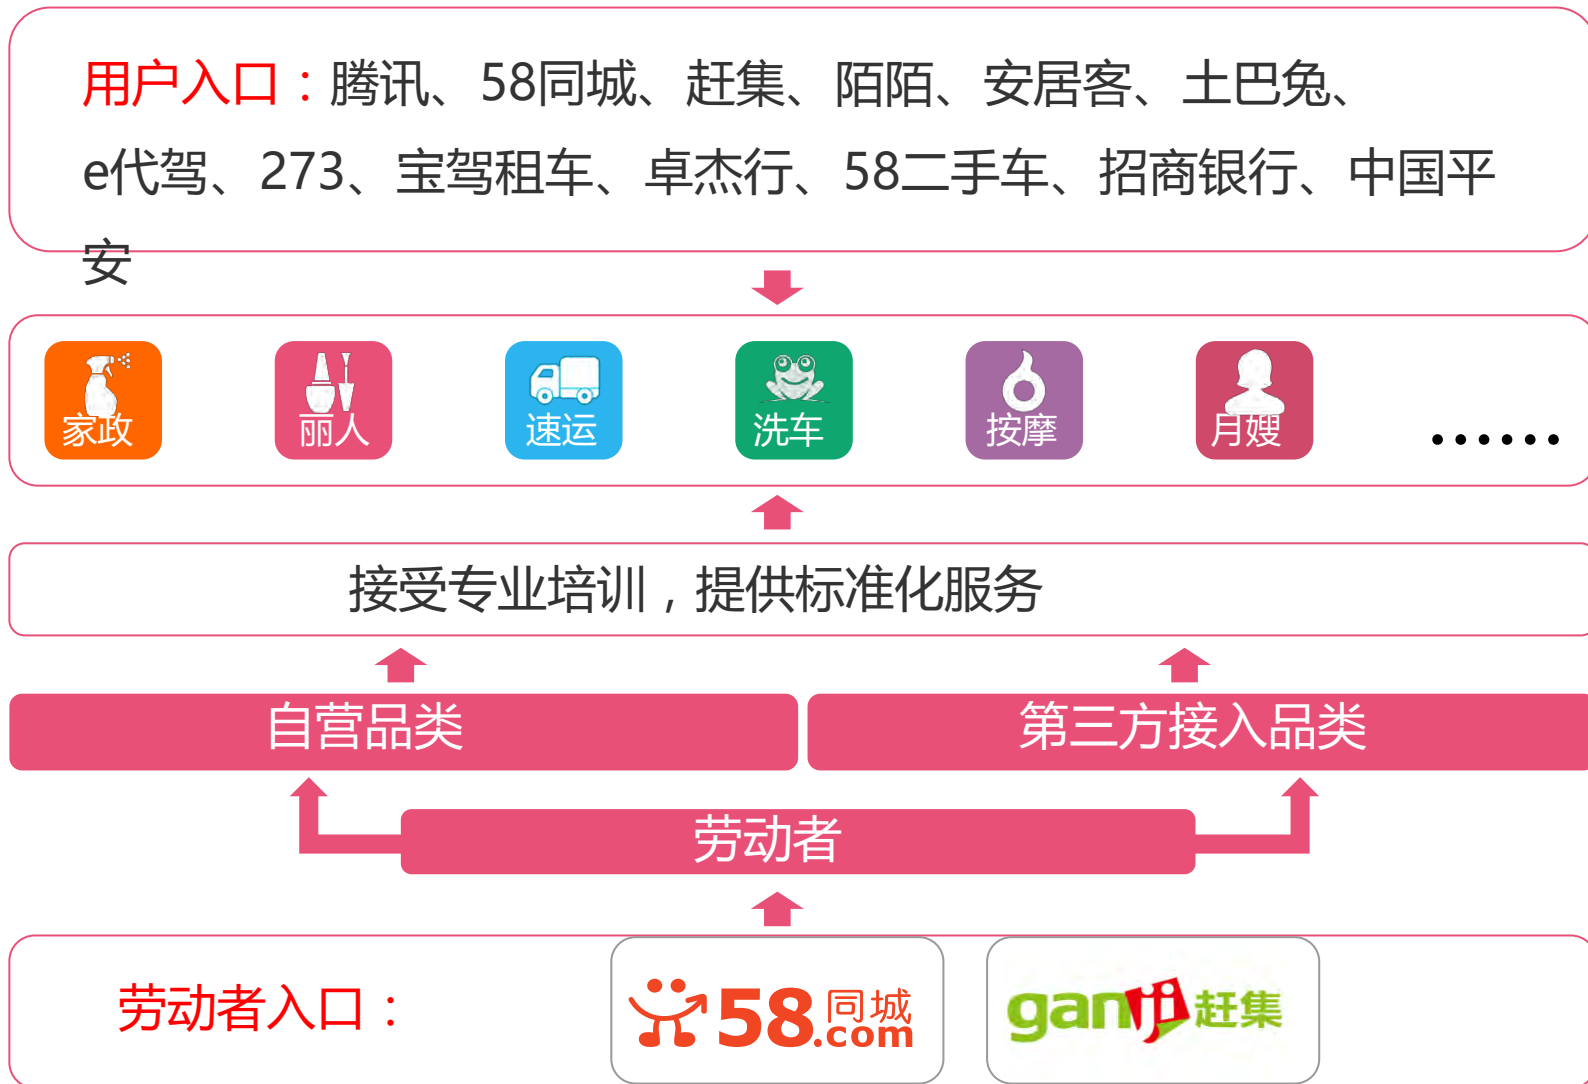 用户入口：腾讯、58同城、赶集、陌陌、安居客、土巴兔、
e代驾、273、宝驾租车、卓杰行、58二手车、招商银行、中国平
安
家政
丽人
速运
洗车
按摩
月嫂
······
接受专业培训，提供标准化服务
自营品类
第三方接入品类
劳动者
劳动者入口：
58同城.com
ganji赶集